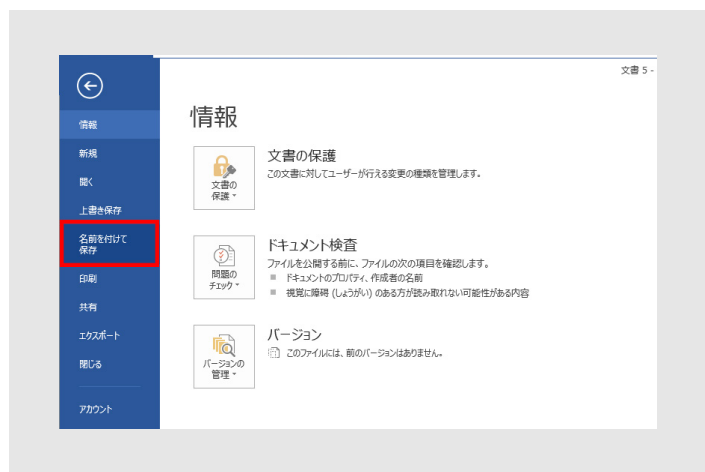 文書 5 -
情報
新規
開く
上書き保存
名前を付けて
保存
印刷
共有
エクスポート
閉じる
アカウント
情報
文書の
保護
文書の保護
この文書に対してユーザーが行える変更の種類を管理します。
問題の
チェック
ドキュメント検査
ファイルを公開する前に、ファイルの次の項目を確認します。
ドキュメントのプロパティ、作成者の名前
視覚に障碍 (しょうがい) のある方が読み取れない可能性がある内容
バージョンの
管理
バージョン
このファイルには、前のバージョンはありません。